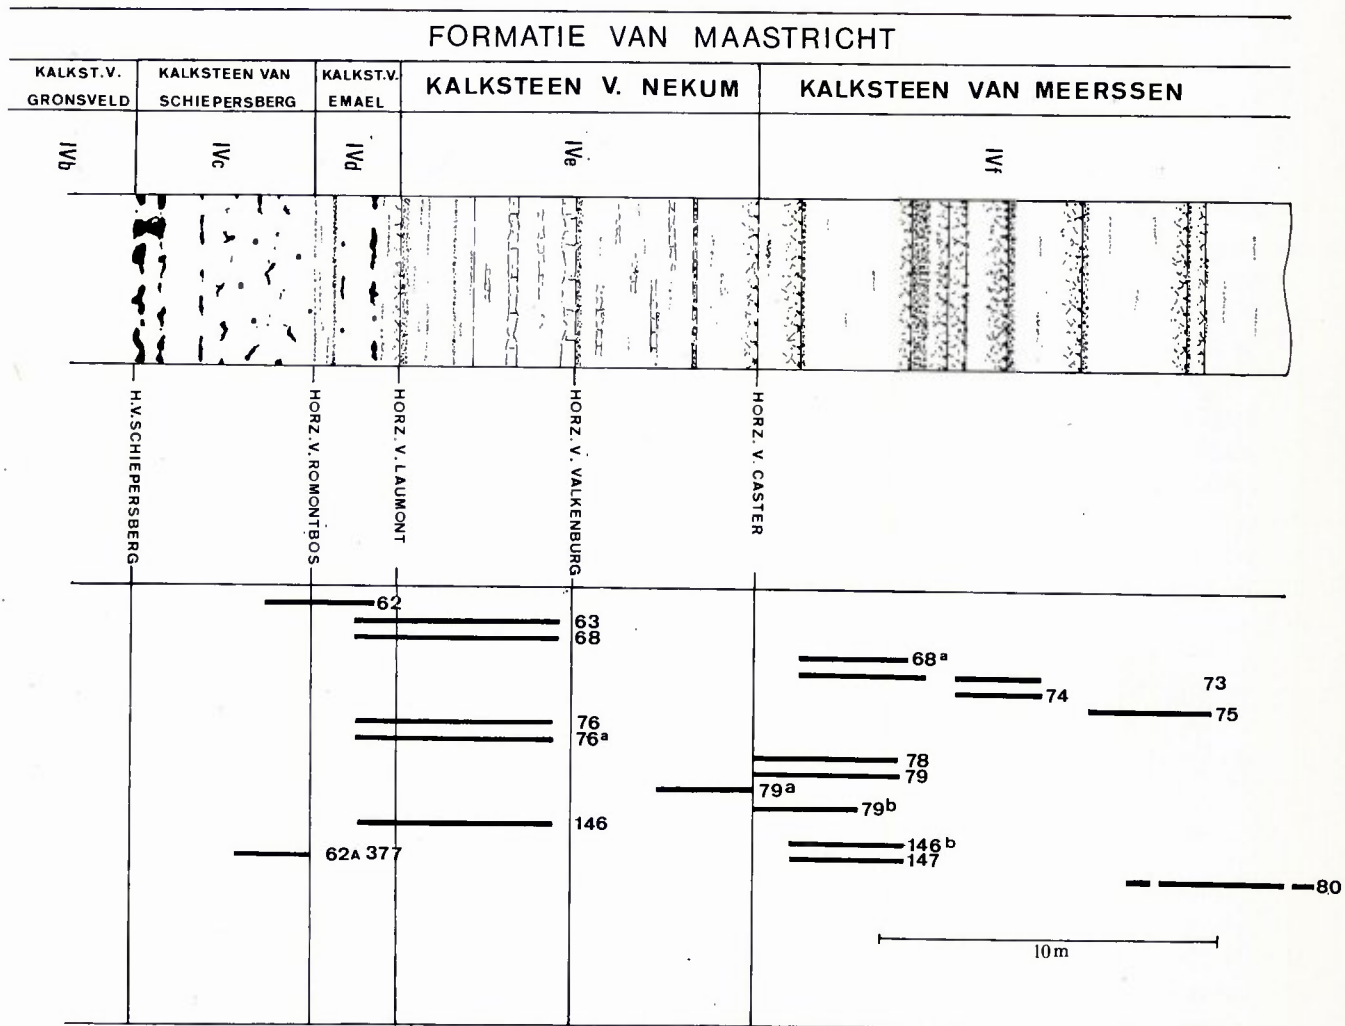 FORMATIE VAN MAASTRICHT
KALKST.V.
GRONSVELD
KALKSTEEN VAN
SCHIEPERSBERG
KALKST.V.
EMAEL
KALKSTEEN V. NEKUM
KALKSTEEN VAN MEERSSEN
IVb
IVc
IVd
IVe
IVf
H.V.SCHIEPERSBERG
HORZ.V.ROMONTBOS
HORZ.V.LAUMONT
HORZ.V.VALKENBURG
HORZ.V.CASTER
62
63
68
68a
73
74
75
76
76a
78
79
79a
79b
146
146b
62A 377
147
80
10m